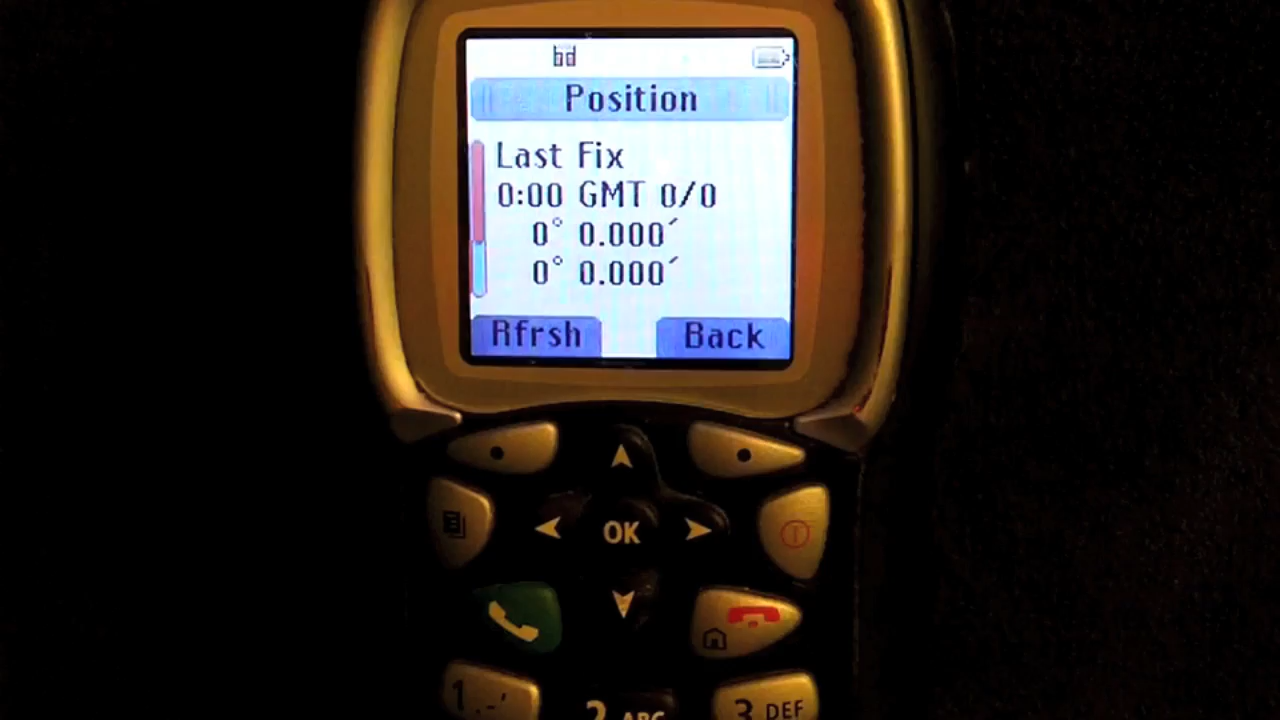 Position
Last Fix
0:00 GMT 0/0
0° 0.000´
0° 0.000´
Rfrsh Back
OK
1 . - '
2 ABC 3 DEF